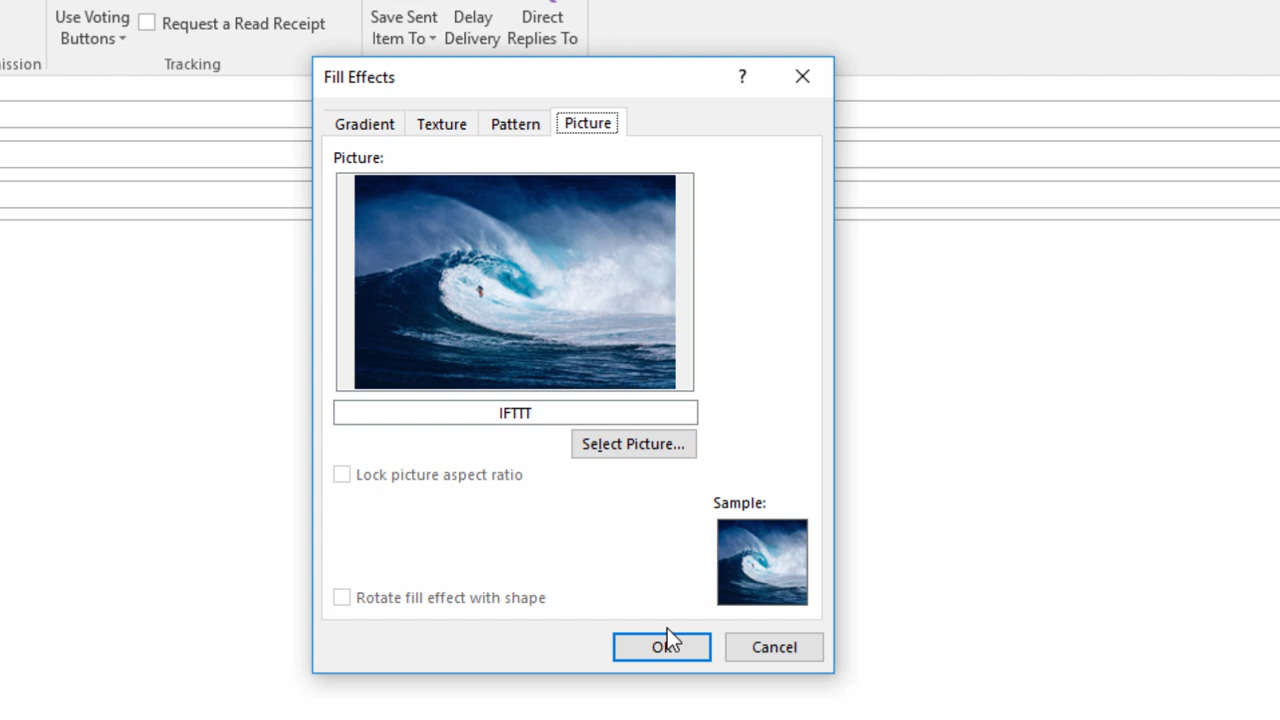 Use Voting
Buttons
Request a Read Receipt
Save Sent
Item To
Delay
Delivery
Direct
Replies To
ission
Tracking
Fill Effects
?
Gradient
Texture
Pattern
Picture
Picture:
IFTTT
Select Picture...
Lock picture aspect ratio
Sample:
Rotate fill effect with shape
OK
Cancel